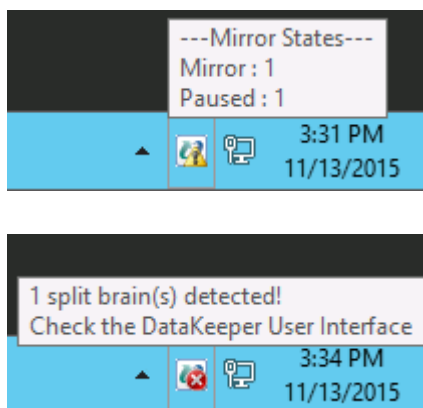 ---Mirror States---
Mirror : 1
Paused : 1
3:31 PM
11/13/2015
1 split brain(s) detected!
Check the DataKeeper User Interface
3:34 PM
11/13/2015